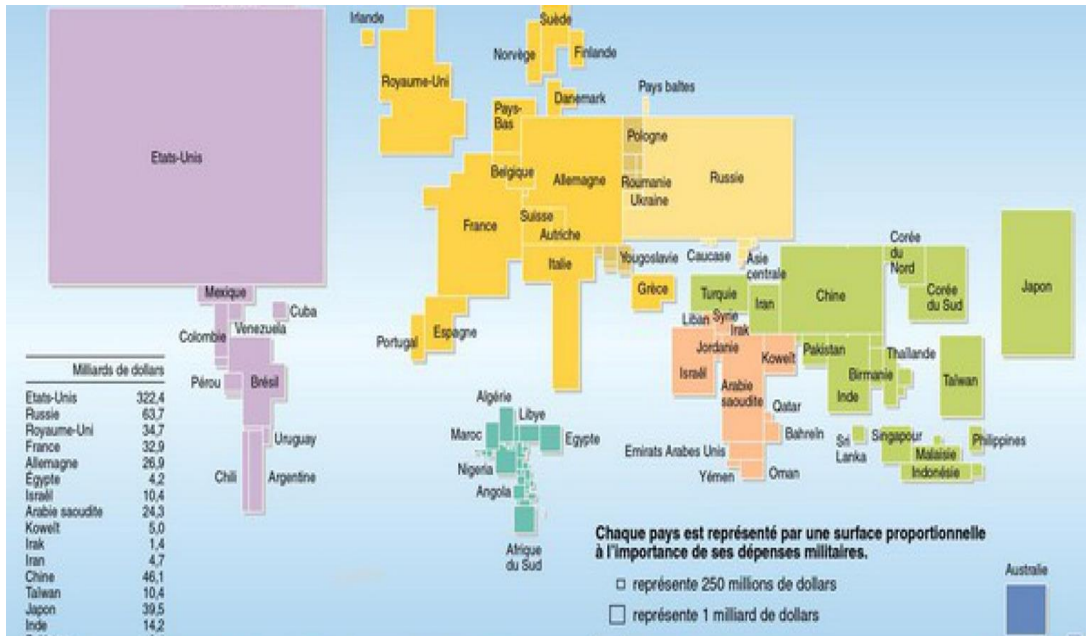 Irlande
Suède
Norvège
Finlande
Royaume-Uni
Danemark
Pays baltes
Pays-
Bas
Pologne
Etats-Unis
Belgique
Allemagne
Roumanie
Russie
Ukraine
Suisse
France
Autriche
Italie
Yougoslavie
Caucase
Asie
centrale
Corée
du
Nord
Grèce
Turquie
Iran
Chine
Corée
du Sud
Japon
Mexique
Cuba
Venezuela
Colombie
Portugal
Espagne
Liban
Syrie
Irak
Jordanie
Koweït
Pakistan
Thaïlande
Birmanie
Israël
Arabie
saoudite
Inde
Taïwan
Pérou
Brésil
Algérie
Libye
Maroc
Egypte
Qatar
Bahreïn
Sri
Lanka
Singapour
Philippines
Malaisie
Indonésie
Uruguay
Chili
Argentine
Nigeria
Angola
Emirats Arabes Unis
Yémen
Oman
Afrique
du Sud
Milliards de dollars
Etats-Unis 322,4
Russie 63,7
Royaume-Uni 34,7
France 32,9
Allemagne 26,9
Égypte 4,2
Israël 10,4
Arabie saoudite 24,3
Koweït 5,0
Irak 1,4
Iran 4,7
Chine 46,1
Taïwan 10,4
Japon 39,5
Inde 14,2
Chaque pays est représenté par une surface proportionnelle
à l'importance de ses dépenses militaires.
représente 250 millions de dollars
représente 1 milliard de dollars
Australie